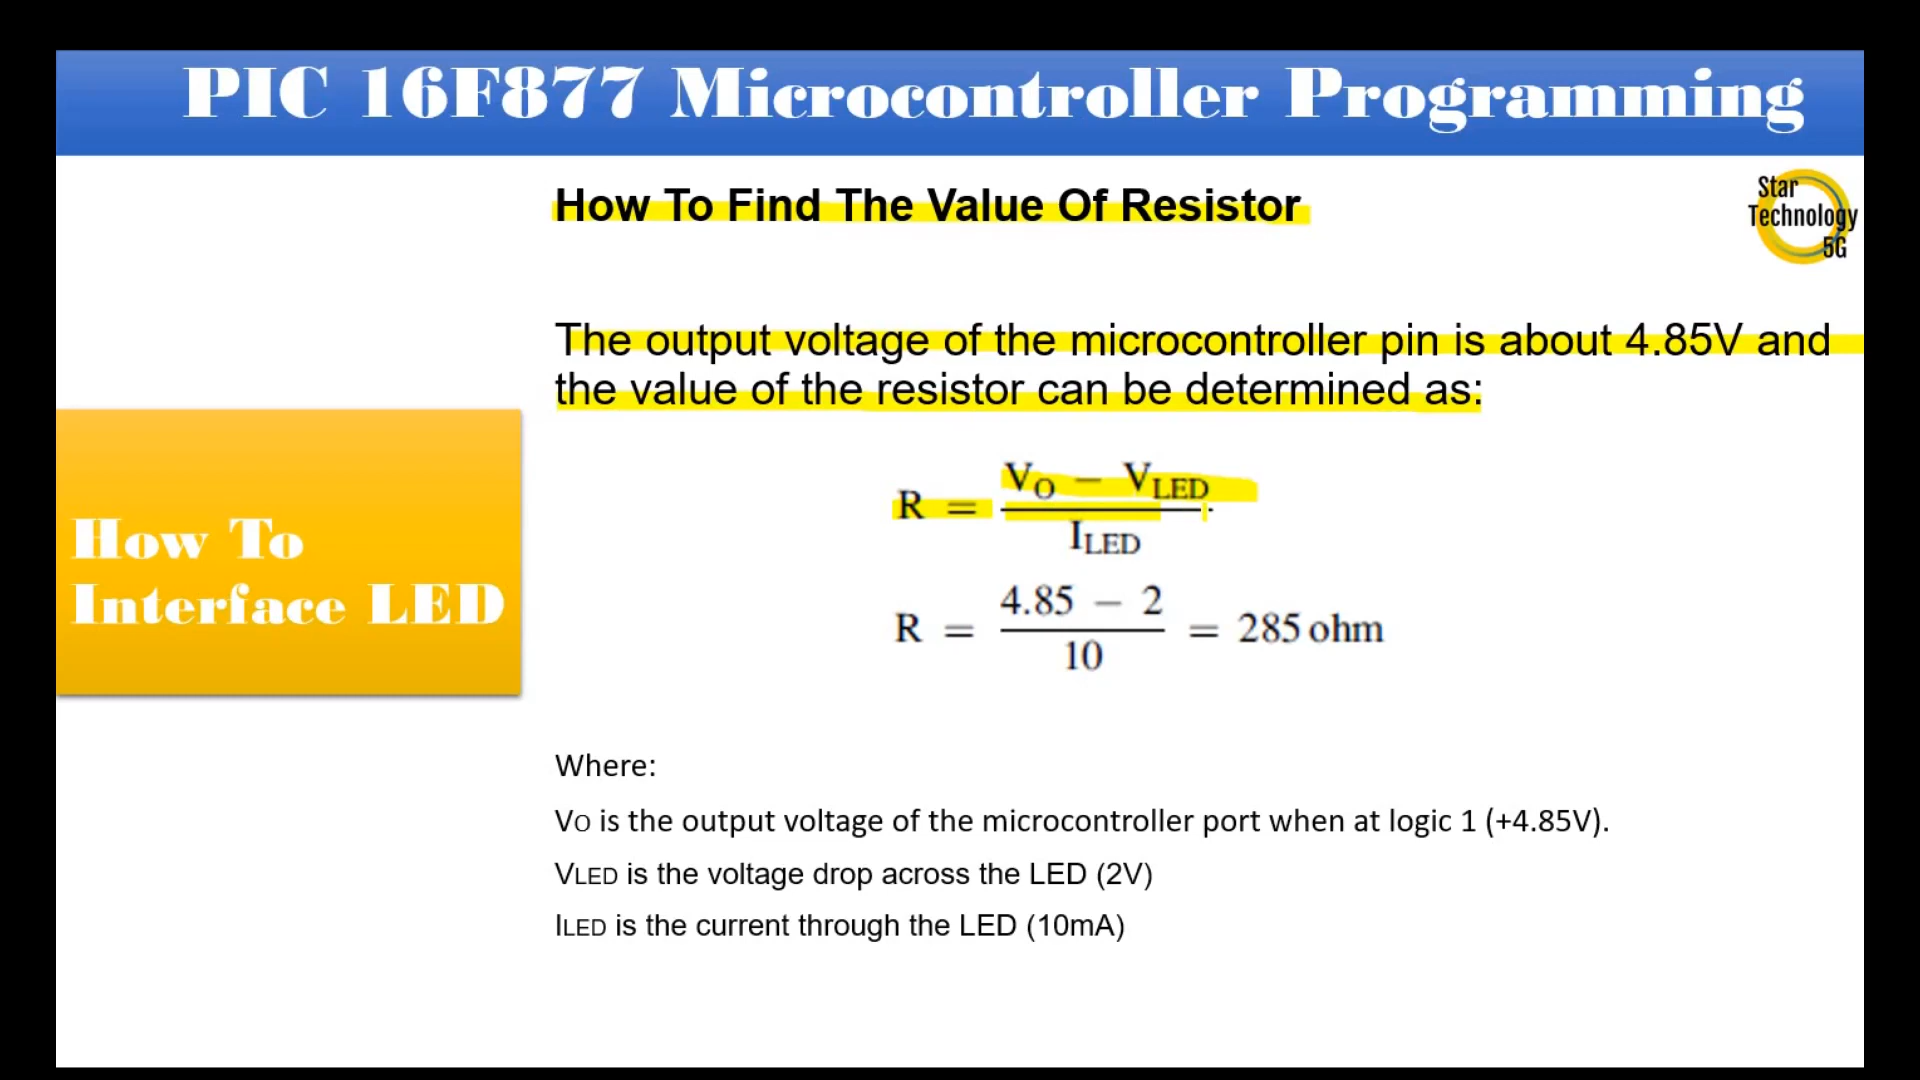 PIC 16F877 Microcontroller Programming
How To Find The Value Of Resistor
Star
Technology
5G
The output voltage of the microcontroller pin is about 4.85V and
the value of the resistor can be determined as:
R = (VO − VLED) / ILED
R = (4.85 − 2) / 10 = 285 ohm
How To
Interface LED
Where:
VO is the output voltage of the microcontroller port when at logic 1 (+4.85V).
VLED is the voltage drop across the LED (2V)
ILED is the current through the LED (10mA)